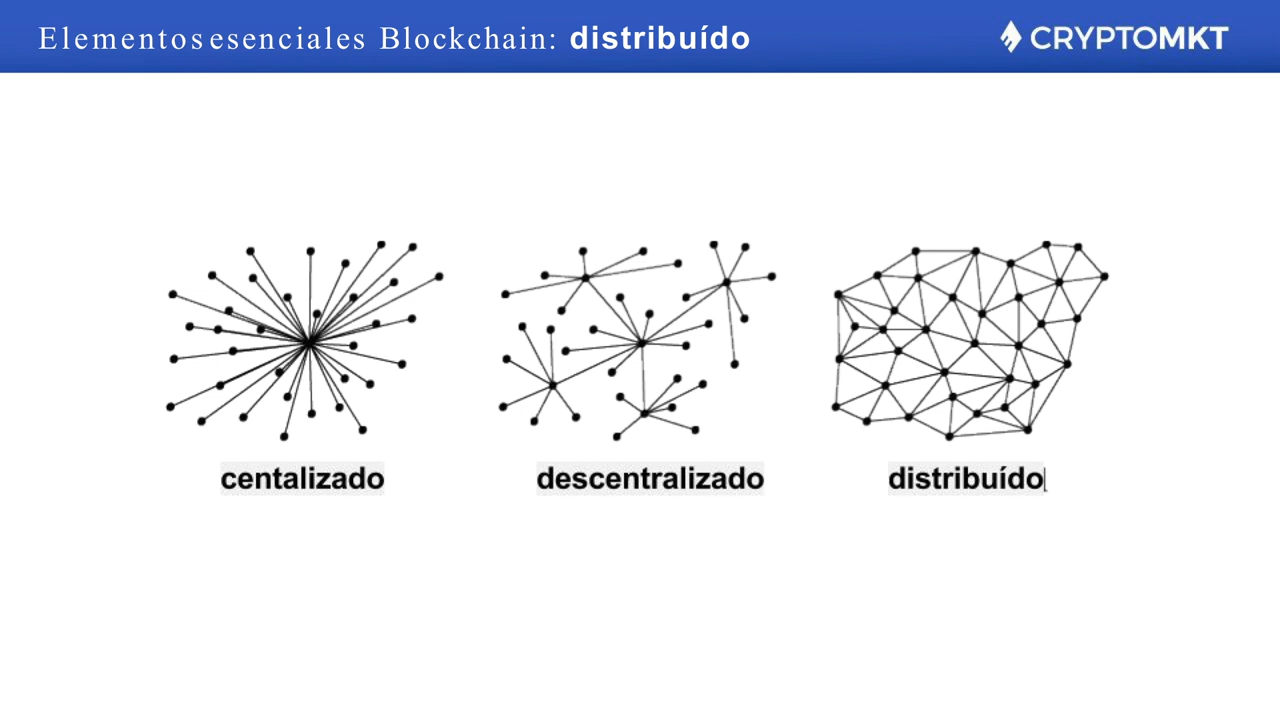 Elementos esenciales Blockchain: distribuído
CRYPTOMKT
centalizado
descentralizado
distribuído